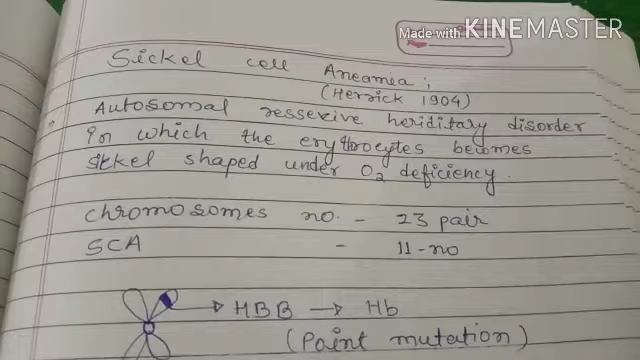 Made with KINEMASTER
Sickel cell Aneamia;
(Herrick 1904)
Autosomal ressesive heriditary disorder
in which the erythrocytes becomes
sickel shaped under O2 deficiency.
Chromosomes no. - 23 pair
SCA - 11-no
HBB → Hb
(Point mutation)